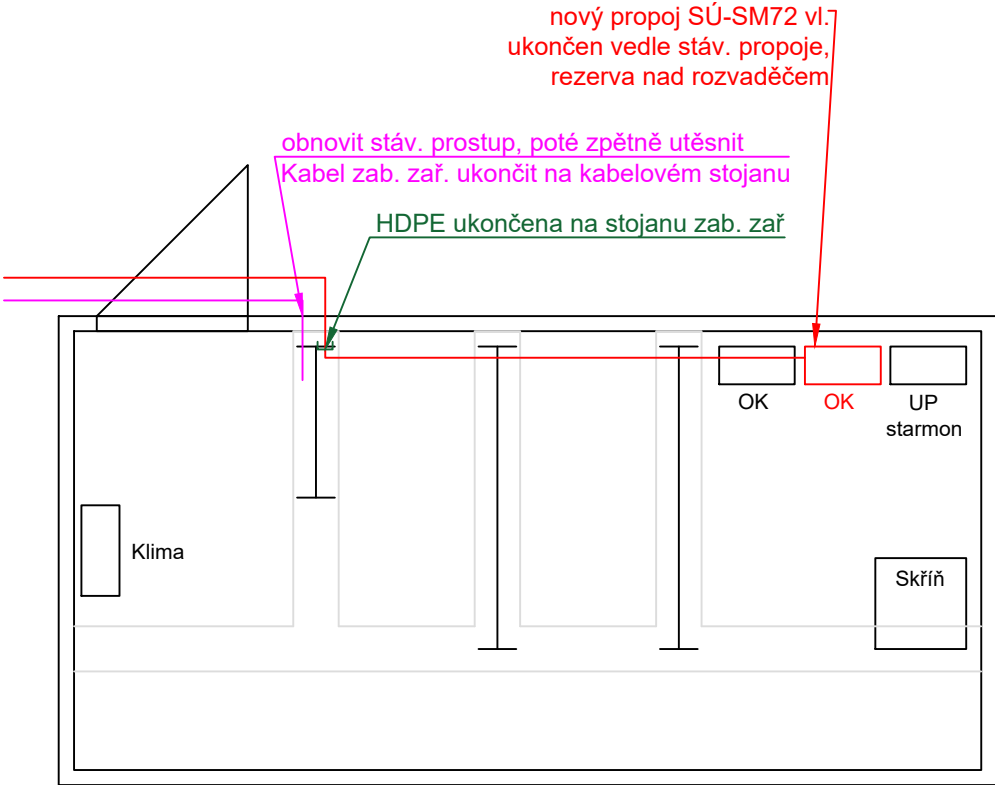 nový propoj SÚ-SM72 vl.
ukončen vedle stáv. propoje,
rezerva nad rozvaděčem
obnovit stáv. prostup, poté zpětně utěsnit
Kabel zab. zař. ukončit na kabelovém stojanu
HDPE ukončena na stojanu zab. zař
OK
OK
UP
starmon
Klima
Skříň